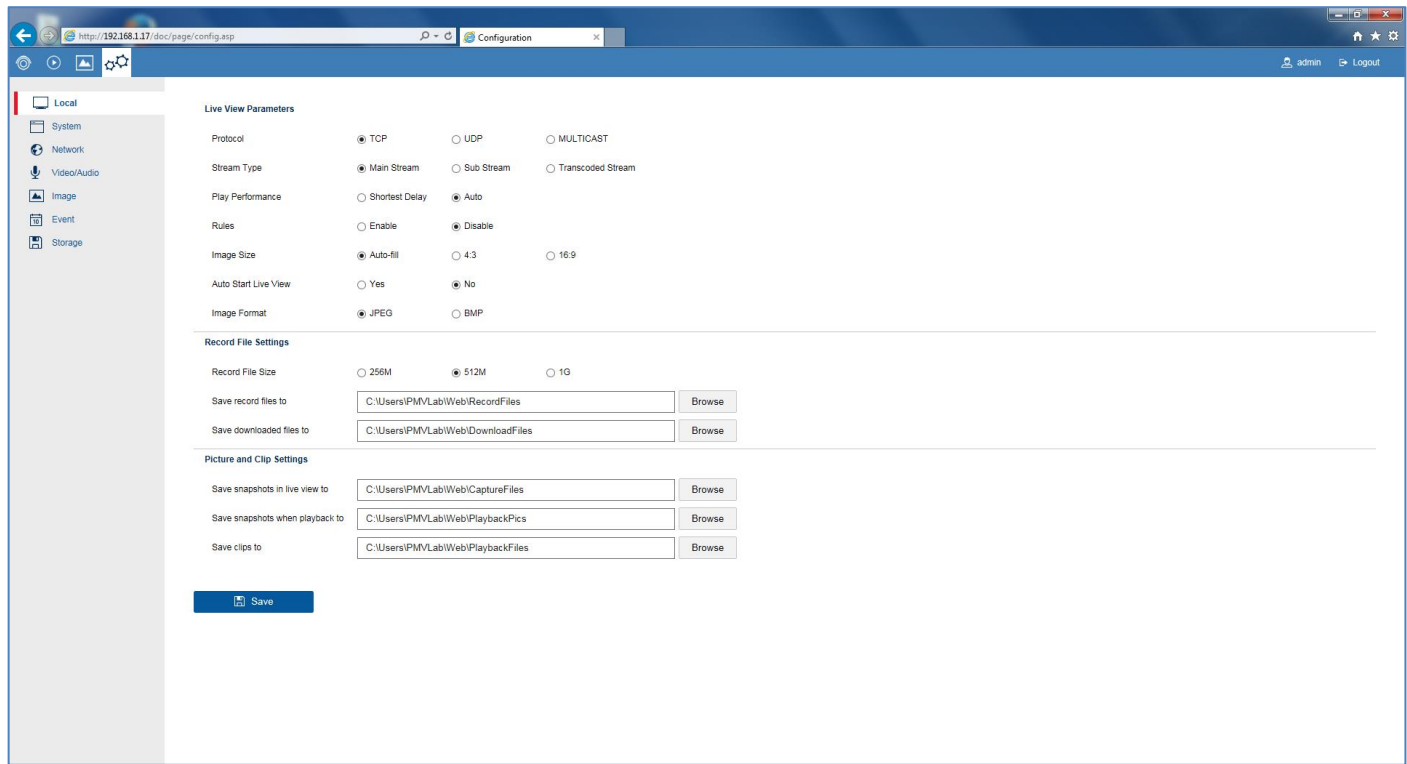 http://192.168.1.17/doc/page/config.asp
Configuration
admin Logout
Local
System
Network
Video/Audio
Image
10 Event
Storage
Live View Parameters
Protocol TCP UDP MULTICAST
Stream Type Main Stream Sub Stream Transcoded Stream
Play Performance Shortest Delay Auto
Rules Enable Disable
Image Size Auto-fill 4:3 16:9
Auto Start Live View Yes No
Image Format JPEG BMP
Record File Settings
Record File Size 256M 512M 1G
Save record files to C:\Users\PMVLab\Web\RecordFiles Browse
Save downloaded files to C:\Users\PMVLab\Web\DownloadFiles Browse
Picture and Clip Settings
Save snapshots in live view to C:\Users\PMVLab\Web\CaptureFiles Browse
Save snapshots when playback to C:\Users\PMVLab\Web\PlaybackPics Browse
Save clips to C:\Users\PMVLab\Web\PlaybackFiles Browse
Save